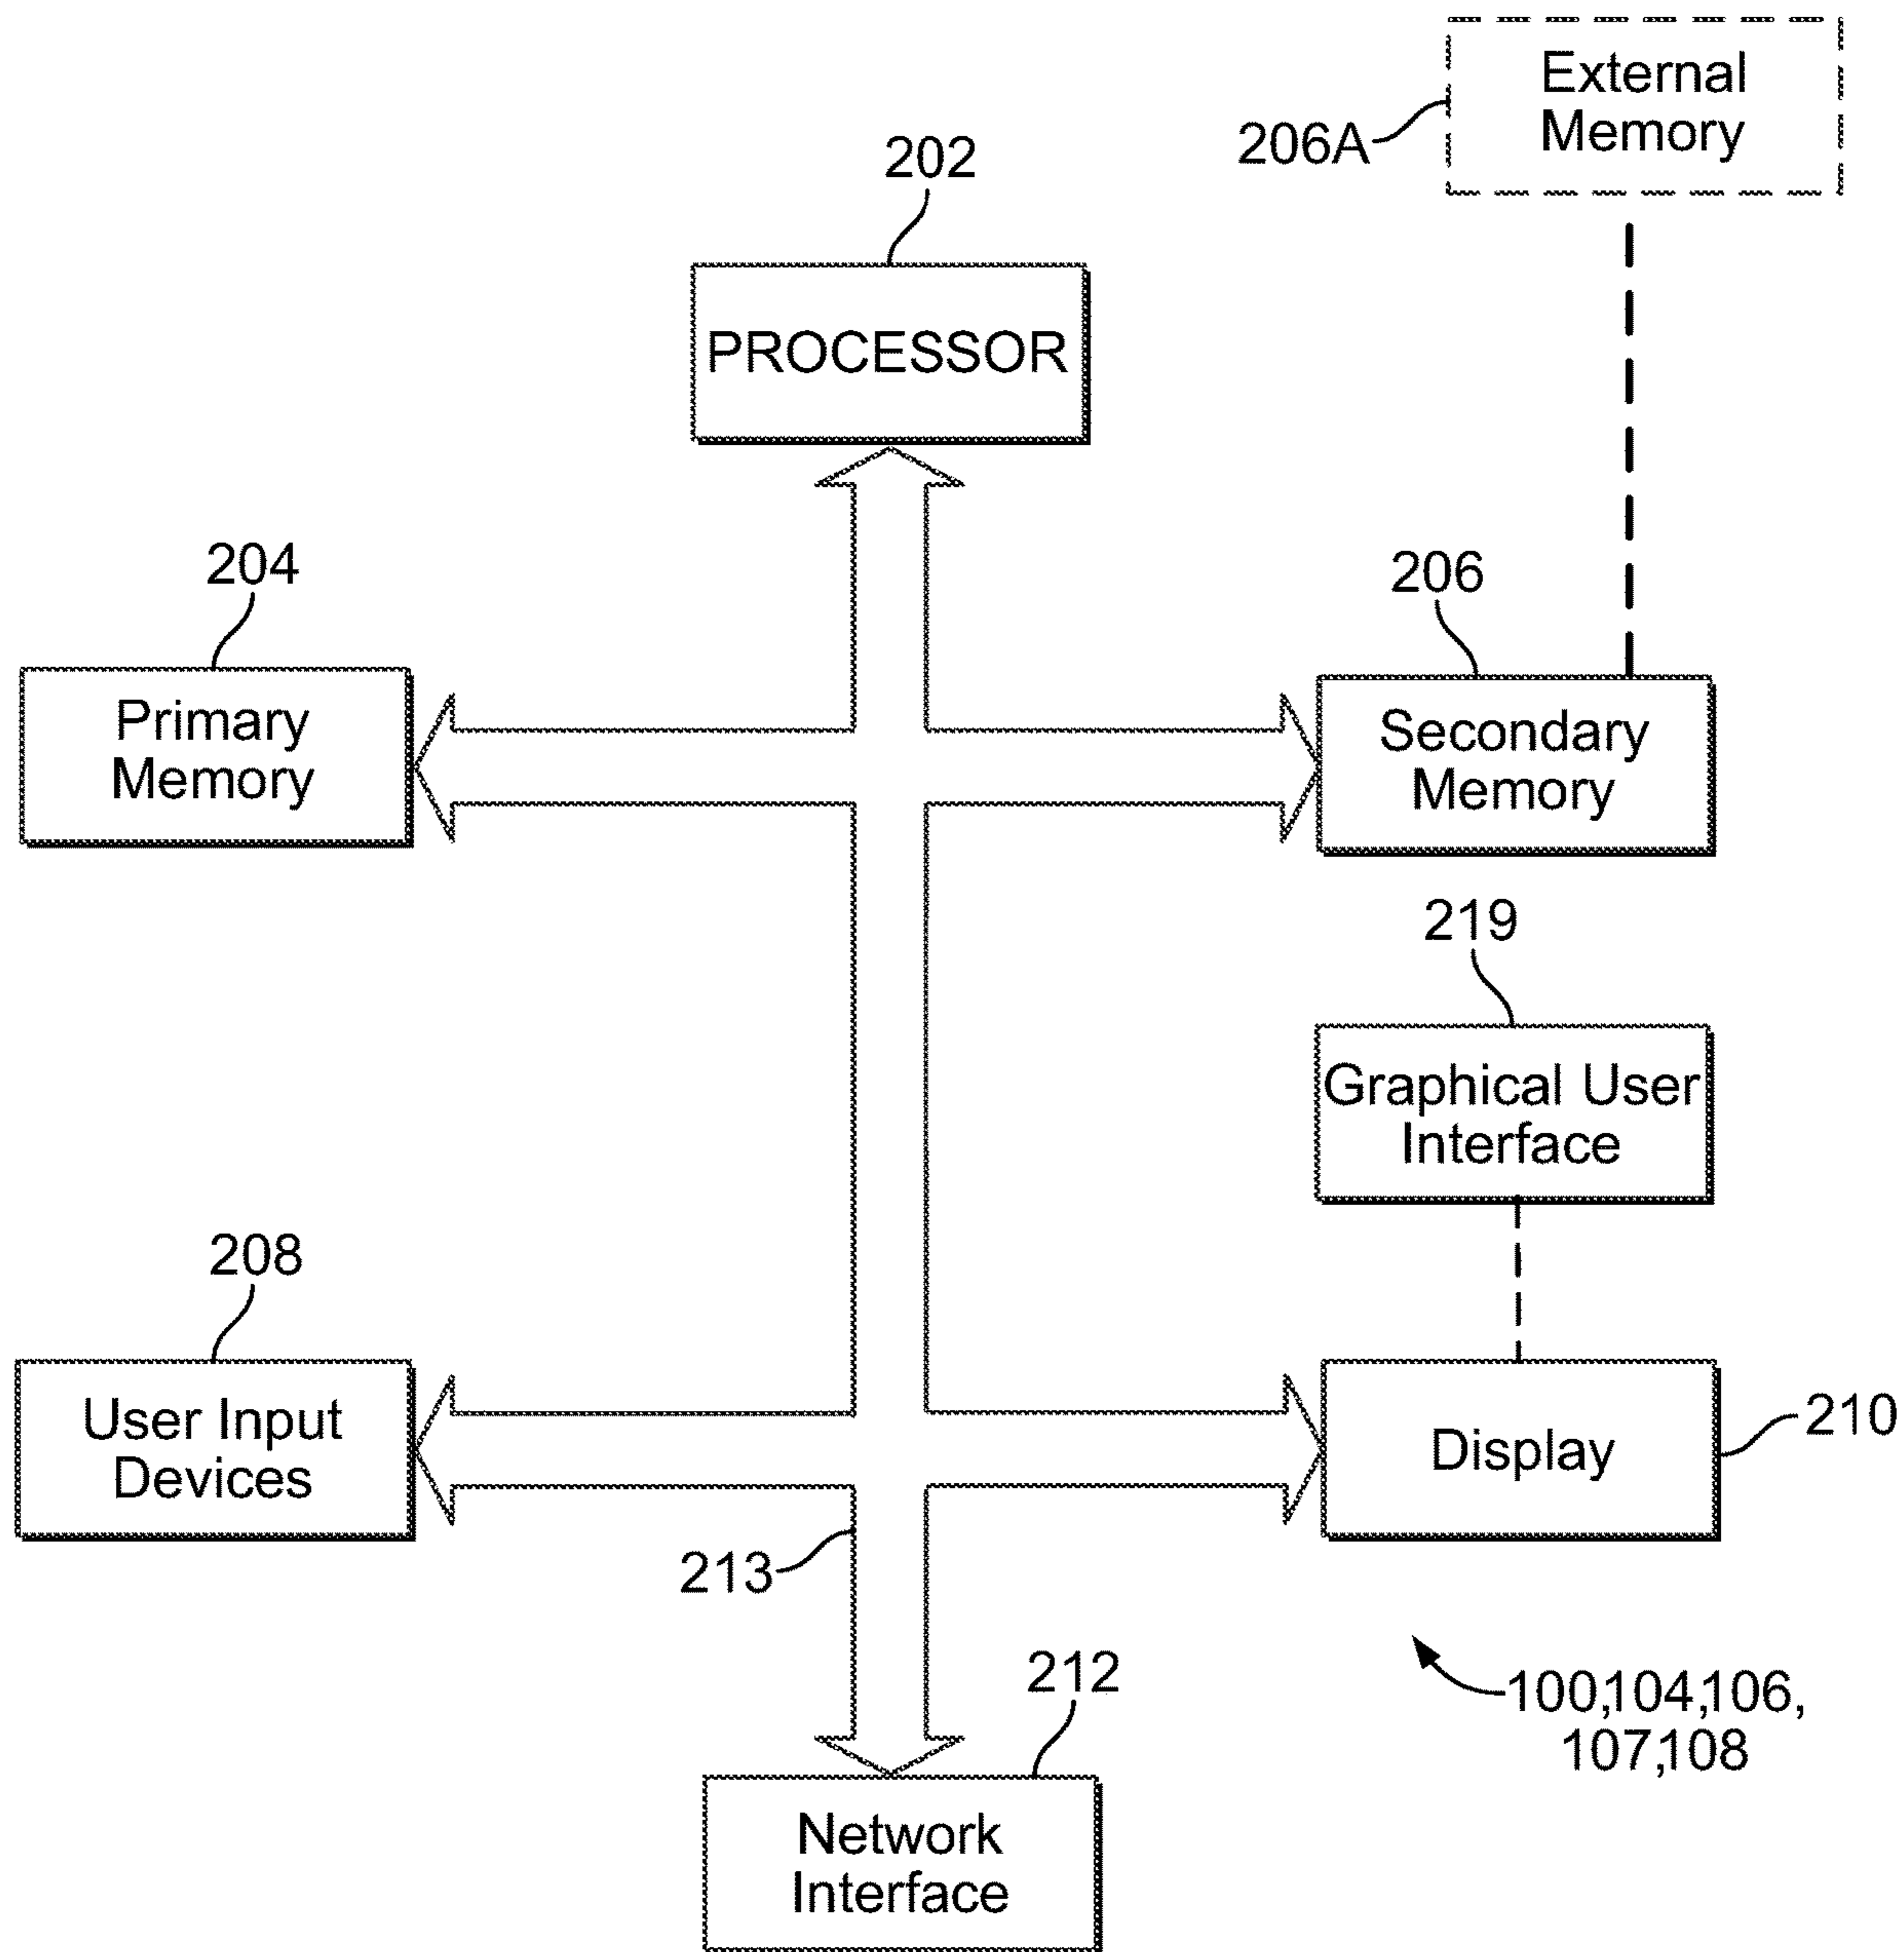 External
Memory
206A
202
PROCESSOR
204
206
Primary
Memory
Secondary
Memory
219
Graphical User
Interface
208
User Input
Devices
Display
210
213
212
100,104,106,
107,108
Network
Interface